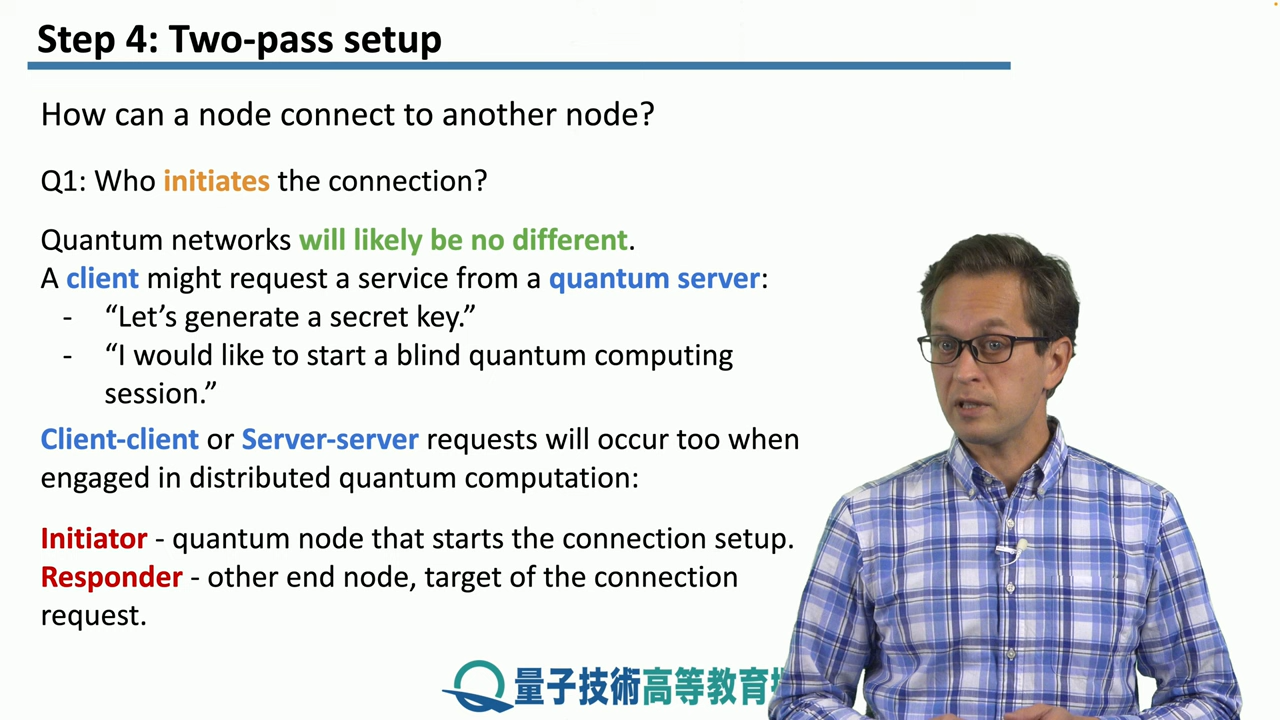 Step 4: Two-pass setup
How can a node connect to another node?
Q1: Who initiates the connection?
Quantum networks will likely be no different.
A client might request a service from a quantum server:
- “Let’s generate a secret key.”
- “I would like to start a blind quantum computing
session.”
Client-client or Server-server requests will occur too when
engaged in distributed quantum computation:
Initiator - quantum node that starts the connection setup.
Responder - other end node, target of the connection
request.
量子技術高等教育